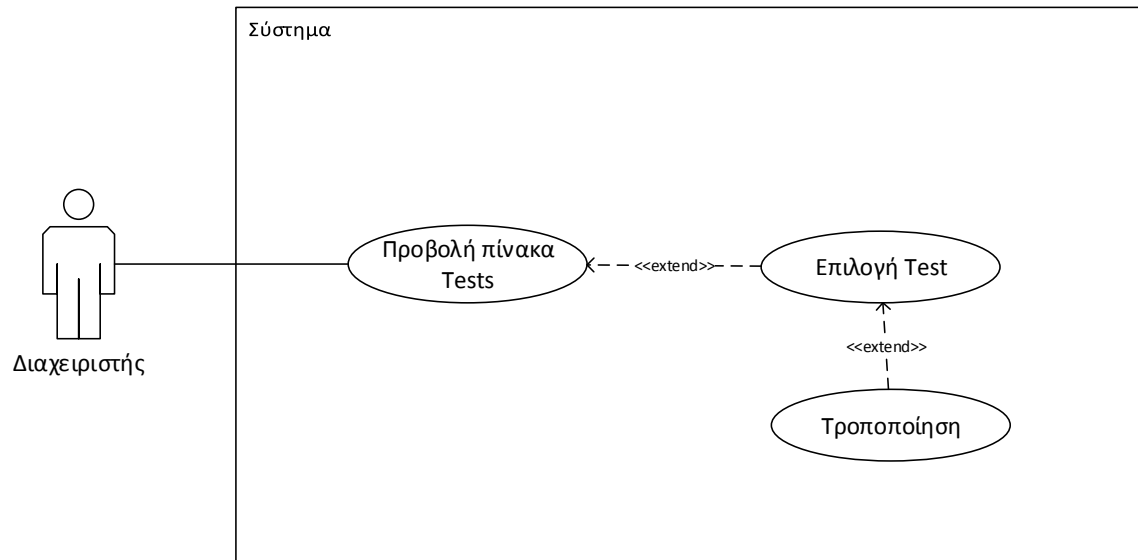 Σύστημα
Προβολή πίνακα
Tests
<<extend>>
Επιλογή Test
<<extend>>
Διαχειριστής
Τροποποίηση